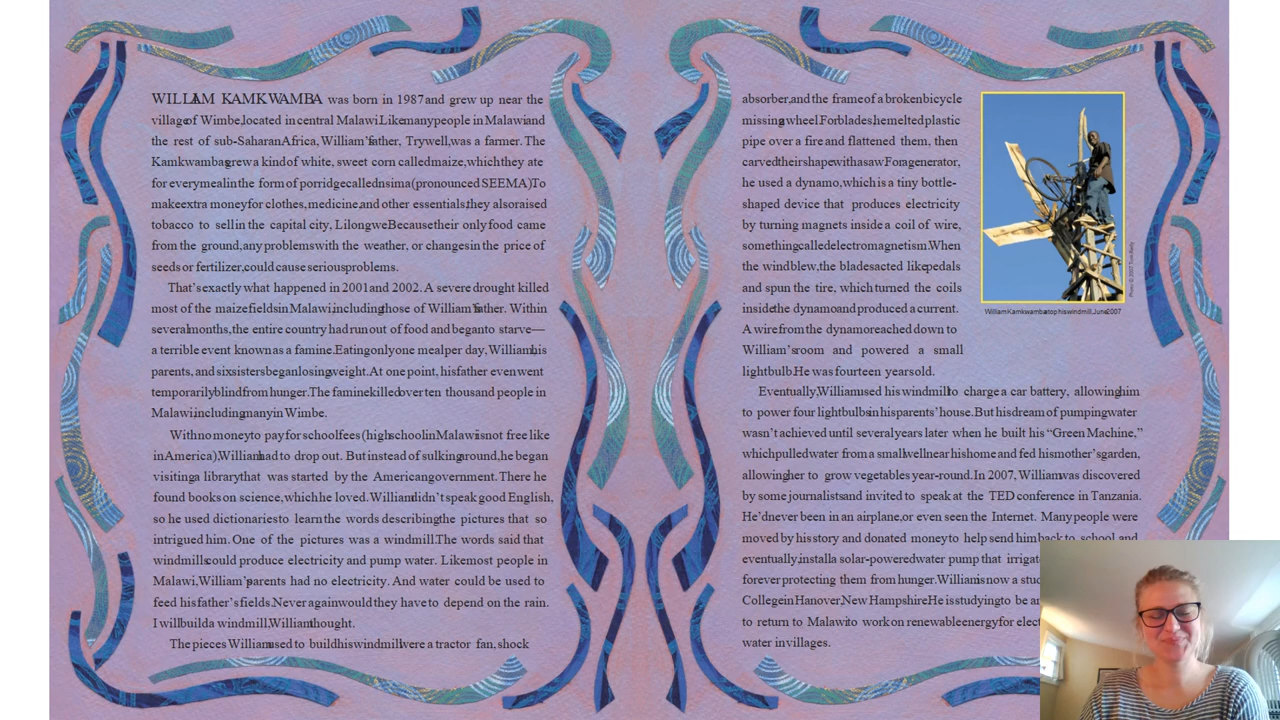 WILLIAM KAMKWAMBA was born in 1987 and grew up near the
village of Wimbe, located in central Malawi. Like many people in Malawi and
the rest of sub-Saharan Africa, William's father, Trywell, was a farmer. The
Kamkwambas grew a kind of white, sweet corn called maize, which they ate
for every meal in the form of porridge called nsima (pronounced SEEMA). To
make extra money for clothes, medicine, and other essentials, they also raised
tobacco to sell in the capital city, Lilongwe. Because their only food came
from the ground, any problems with the weather, or changes in the price of
seeds or fertilizer, could cause serious problems.
That's exactly what happened in 2001 and 2002. A severe drought killed
most of the maize fields in Malawi, including those of William's father. Within
several months, the entire country had run out of food and began to starve—
a terrible event known as a famine. Eating only one meal per day, William, his
parents, and six sisters began losing weight. At one point, his father even went
temporarily blind from hunger. The famine killed over ten thousand people in
Malawi, including many in Wimbe.
With no money to pay for school fees (high school in Malawi is not free like
in America), William had to drop out. But instead of sulking around, he began
visiting a library that was started by the American government. There he
found books on science, which he loved. William didn't speak good English,
so he used dictionaries to learn the words describing the pictures that so
intrigued him. One of the pictures was a windmill. The words said that
windmills could produce electricity and pump water. Like most people in
Malawi, William's parents had no electricity. And water could be used to
feed his father's fields. Never again would they have to depend on the rain.
I will build a windmill, William thought.
The pieces William used to build his windmill were a tractor fan, shock
absorber, and the frame of a broken bicycle
missing a wheel. For blades, he melted plastic
pipe over a fire and flattened them, then
carved their shape with a saw. For a generator,
he used a dynamo, which is a tiny bottle-
shaped device that produces electricity
by turning magnets inside a coil of wire,
something called electromagnetism. When
the wind blew, the blades acted like pedals
and spun the tire, which turned the coils
inside the dynamo and produced a current.
A wire from the dynamo reached down to
William's room and powered a small
lightbulb. He was fourteen years old.
William Kamkwamba atop his windmill, June 2007
Eventually, William used his windmill to charge a car battery, allowing him
to power four lightbulbs in his parents' house. But his dream of pumping water
wasn't achieved until several years later when he built his “Green Machine,”
which pulled water from a small well near his home and fed his mother's garden,
allowing her to grow vegetables year-round. In 2007, William was discovered
by some journalists and invited to speak at the TED conference in Tanzania.
He'd never been in an airplane, or even seen the Internet. Many people were
moved by his story and donated money to help send him back to school and
eventually, install a solar-powered water pump that
forever protecting them from hunger. William is now a
College in Hanover, New Hampshire. He is studying to be
to return to Malawi to work on renewable energy for
water in villages.